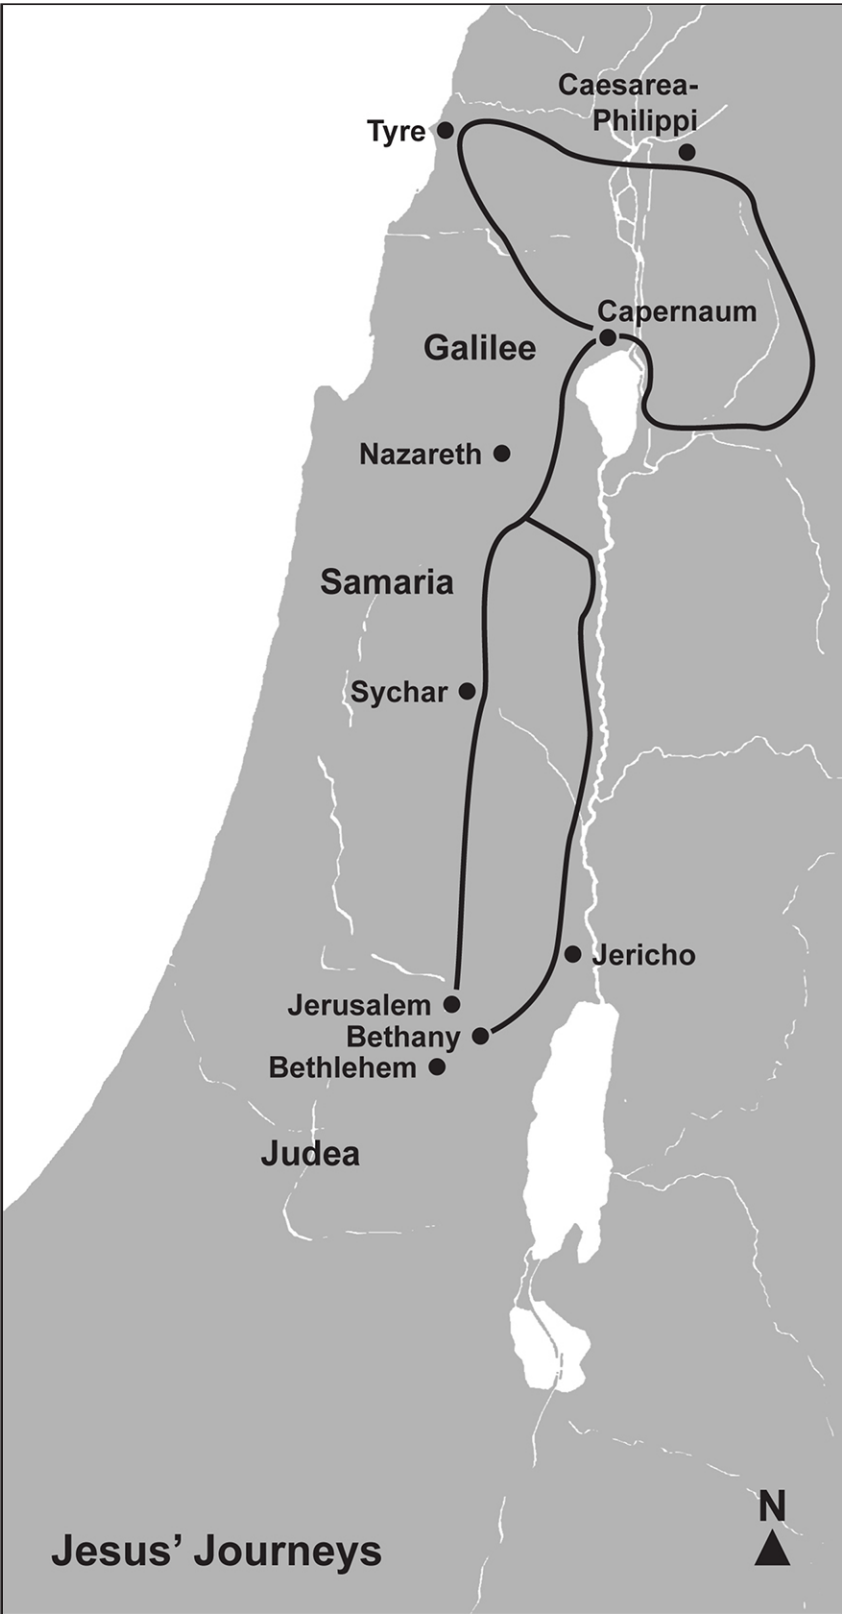 Caesarea-
Philippi
Tyre
Capernaum
Galilee
Nazareth
Samaria
Sychar
Jericho
Jerusalem
Bethany
Bethlehem
Judea
N
Jesus’ Journeys